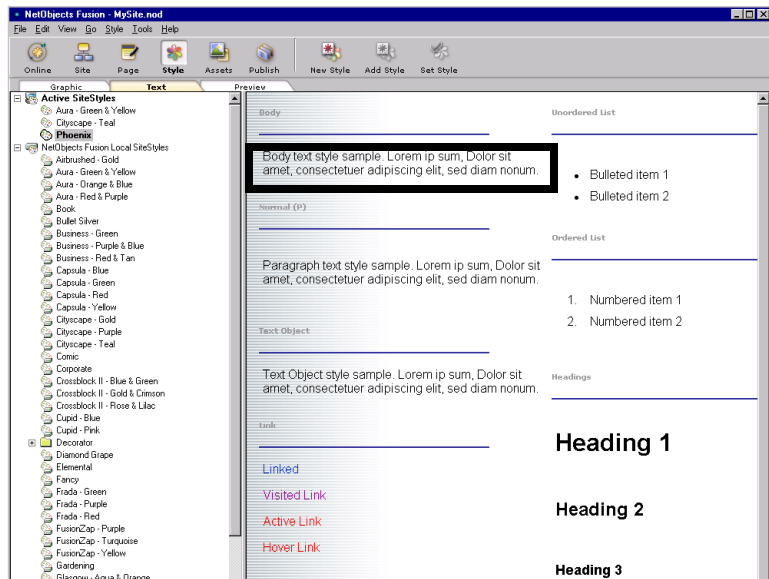 NetObjects Fusion - MySite.nod
File Edit View Go Style Tools Help
Online Site Page Style Assets Publish New Style Add Style Set Style
Graphic Text Preview
Active SiteStyles
Aura - Green & Yellow
Cityscape - Teal
Phoenix
NetObjects Fusion Local SiteStyles
Airbrushed - Gold
Aura - Green & Yellow
Aura - Orange & Blue
Aura - Red & Purple
Book
Bullet Silver
Business - Green
Business - Purple & Blue
Business - Red & Tan
Capsula - Blue
Capsula - Green
Capsula - Red
Capsula - Yellow
Cityscape - Gold
Cityscape - Purple
Cityscape - Teal
Comic
Corporate
Crossblock II - Blue & Green
Crossblock II - Gold & Crimson
Crossblock II - Rose & Lilac
Cupid - Blue
Cupid - Pink
Decorator
Diamond Grape
Elemental
Fancy
Frada - Green
Frada - Purple
Frada - Red
FusionZap - Purple
FusionZap - Turquoise
FusionZap - Yellow
Gardening
Glasgow - Aqua & Orange
Body
Body text style sample. Lorem ip sum, Dolor sit
amet, consectetuer adipiscing elit, sed diam nonum.
Normal (P)
Paragraph text style sample. Lorem ip sum, Dolor sit
amet, consectetuer adipiscing elit, sed diam nonum.
Text Object
Text Object style sample. Lorem ip sum, Dolor sit
amet, consectetuer adipiscing elit, sed diam nonum.
Link
Linked
Visited Link
Active Link
Hover Link
Unordered List
• Bulleted item 1
• Bulleted item 2
Ordered List
1. Numbered item 1
2. Numbered item 2
Headings
Heading 1
Heading 2
Heading 3